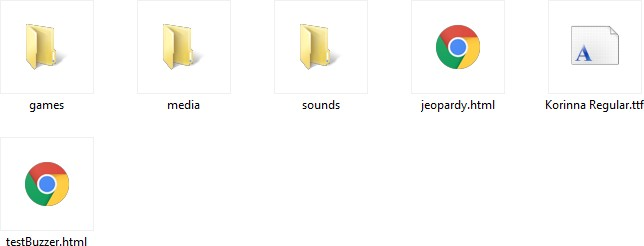 games
media
sounds
jeopardy.html
Korinna Regular.ttf
testBuzzer.html